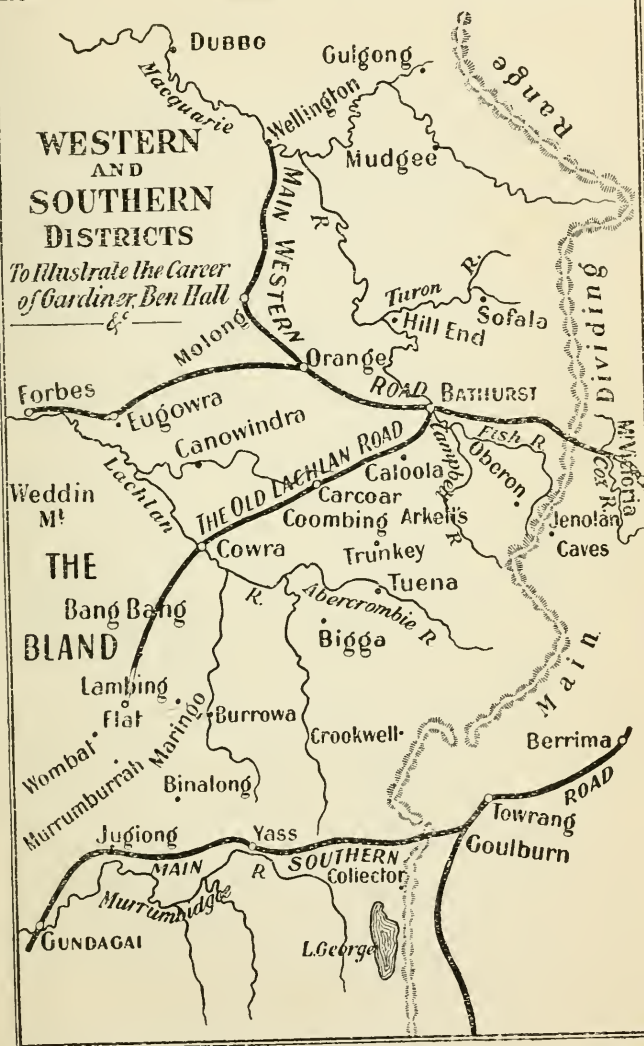 DUBBO
Gulgong
Macquarie
Wellington
Range
WESTERN
AND
SOUTHERN
DISTRICTS
To Illustrate the Career
of Gardiner, Ben Hall
&c
Mudgee
MAIN WESTERN
R
Turon R.
Hill End
Sofala
Dividing
Molong
Orange
ROAD
BATHURST
Forbes
Eugowra
Canowindra
Fish R.
Mt Victoria
Cox R.
Campbell R
Oberon
Caloola
THE OLD LACHLAN ROAD
Lachlan
Weddin
Mt
Carcoar
Coombing
Arkell's
Jenolan
Caves
Cowra
Trunkey
THE
R.
Abercrombie R
Tuena
Bang Bang
Bigga
BLAND
Main
Lambing
Flat
Maringo
Burrowa
Crookwell
Berrima
Wombat
Murrumburrah
Binalong
ROAD
Towrang
Jugiong
Yass
Goulburn
MAIN
SOUTHERN
R
Collector
Murrumbidgee
GUNDAGAI
L. George